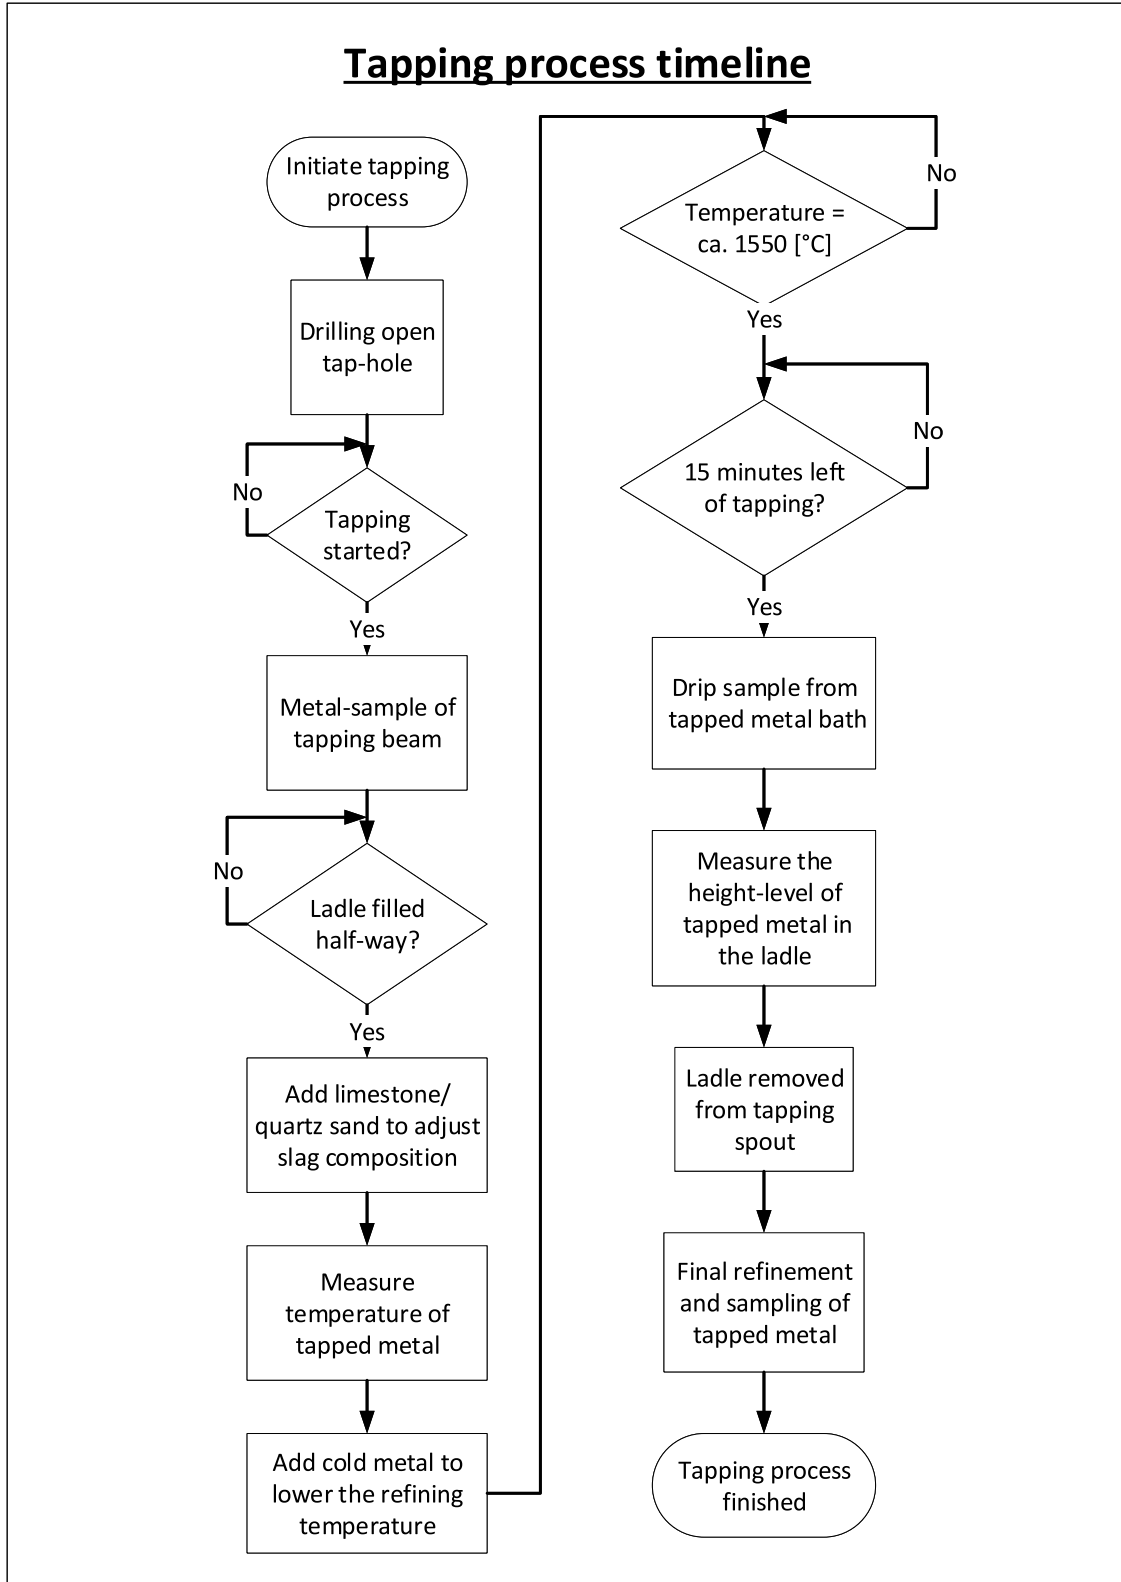 Tapping process timeline
Initiate tapping
process
Drilling open
tap-hole
No
Tapping
started?
Yes
Metal-sample of
tapping beam
No
Ladle filled
half-way?
Yes
Add limestone/
quartz sand to adjust
slag composition
Measure
temperature of
tapped metal
Add cold metal to
lower the refining
temperature
No
Temperature =
ca. 1550 [°C]
Yes
No
15 minutes left
of tapping?
Yes
Drip sample from
tapped metal bath
Measure the
height-level of
tapped metal in
the ladle
Ladle removed
from tapping
spout
Final refinement
and sampling of
tapped metal
Tapping process
finished